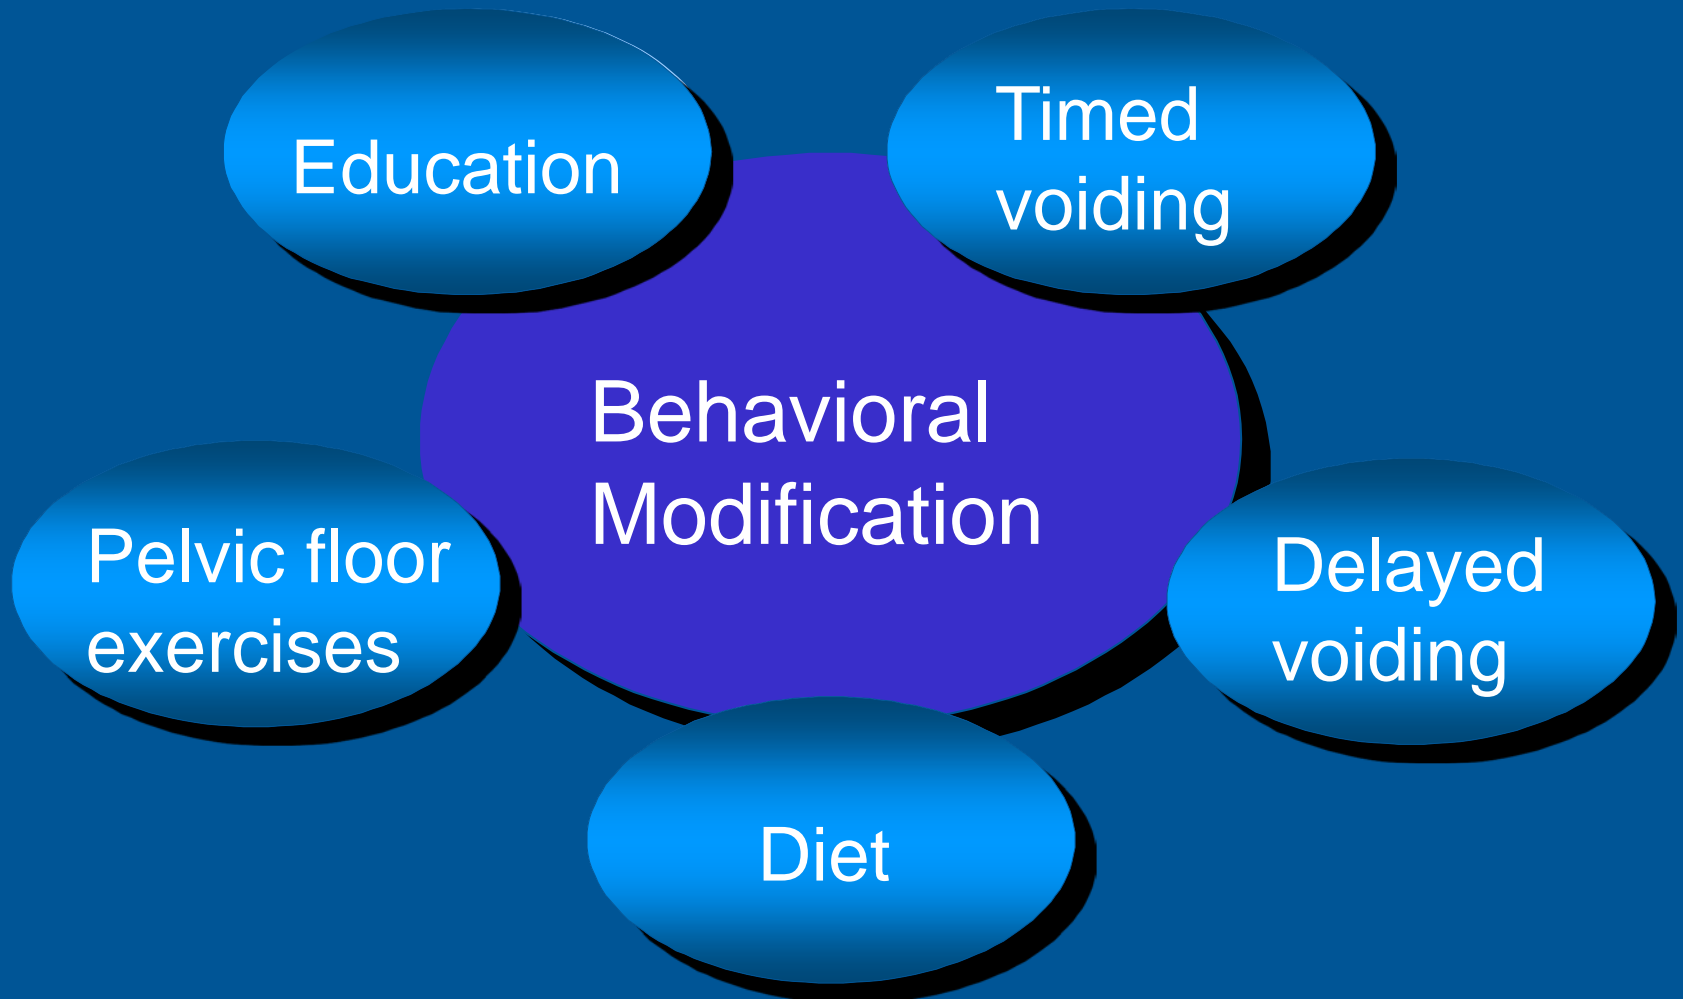 Education
Timed
voiding
Behavioral
Modification
Pelvic floor
exercises
Delayed
voiding
Diet